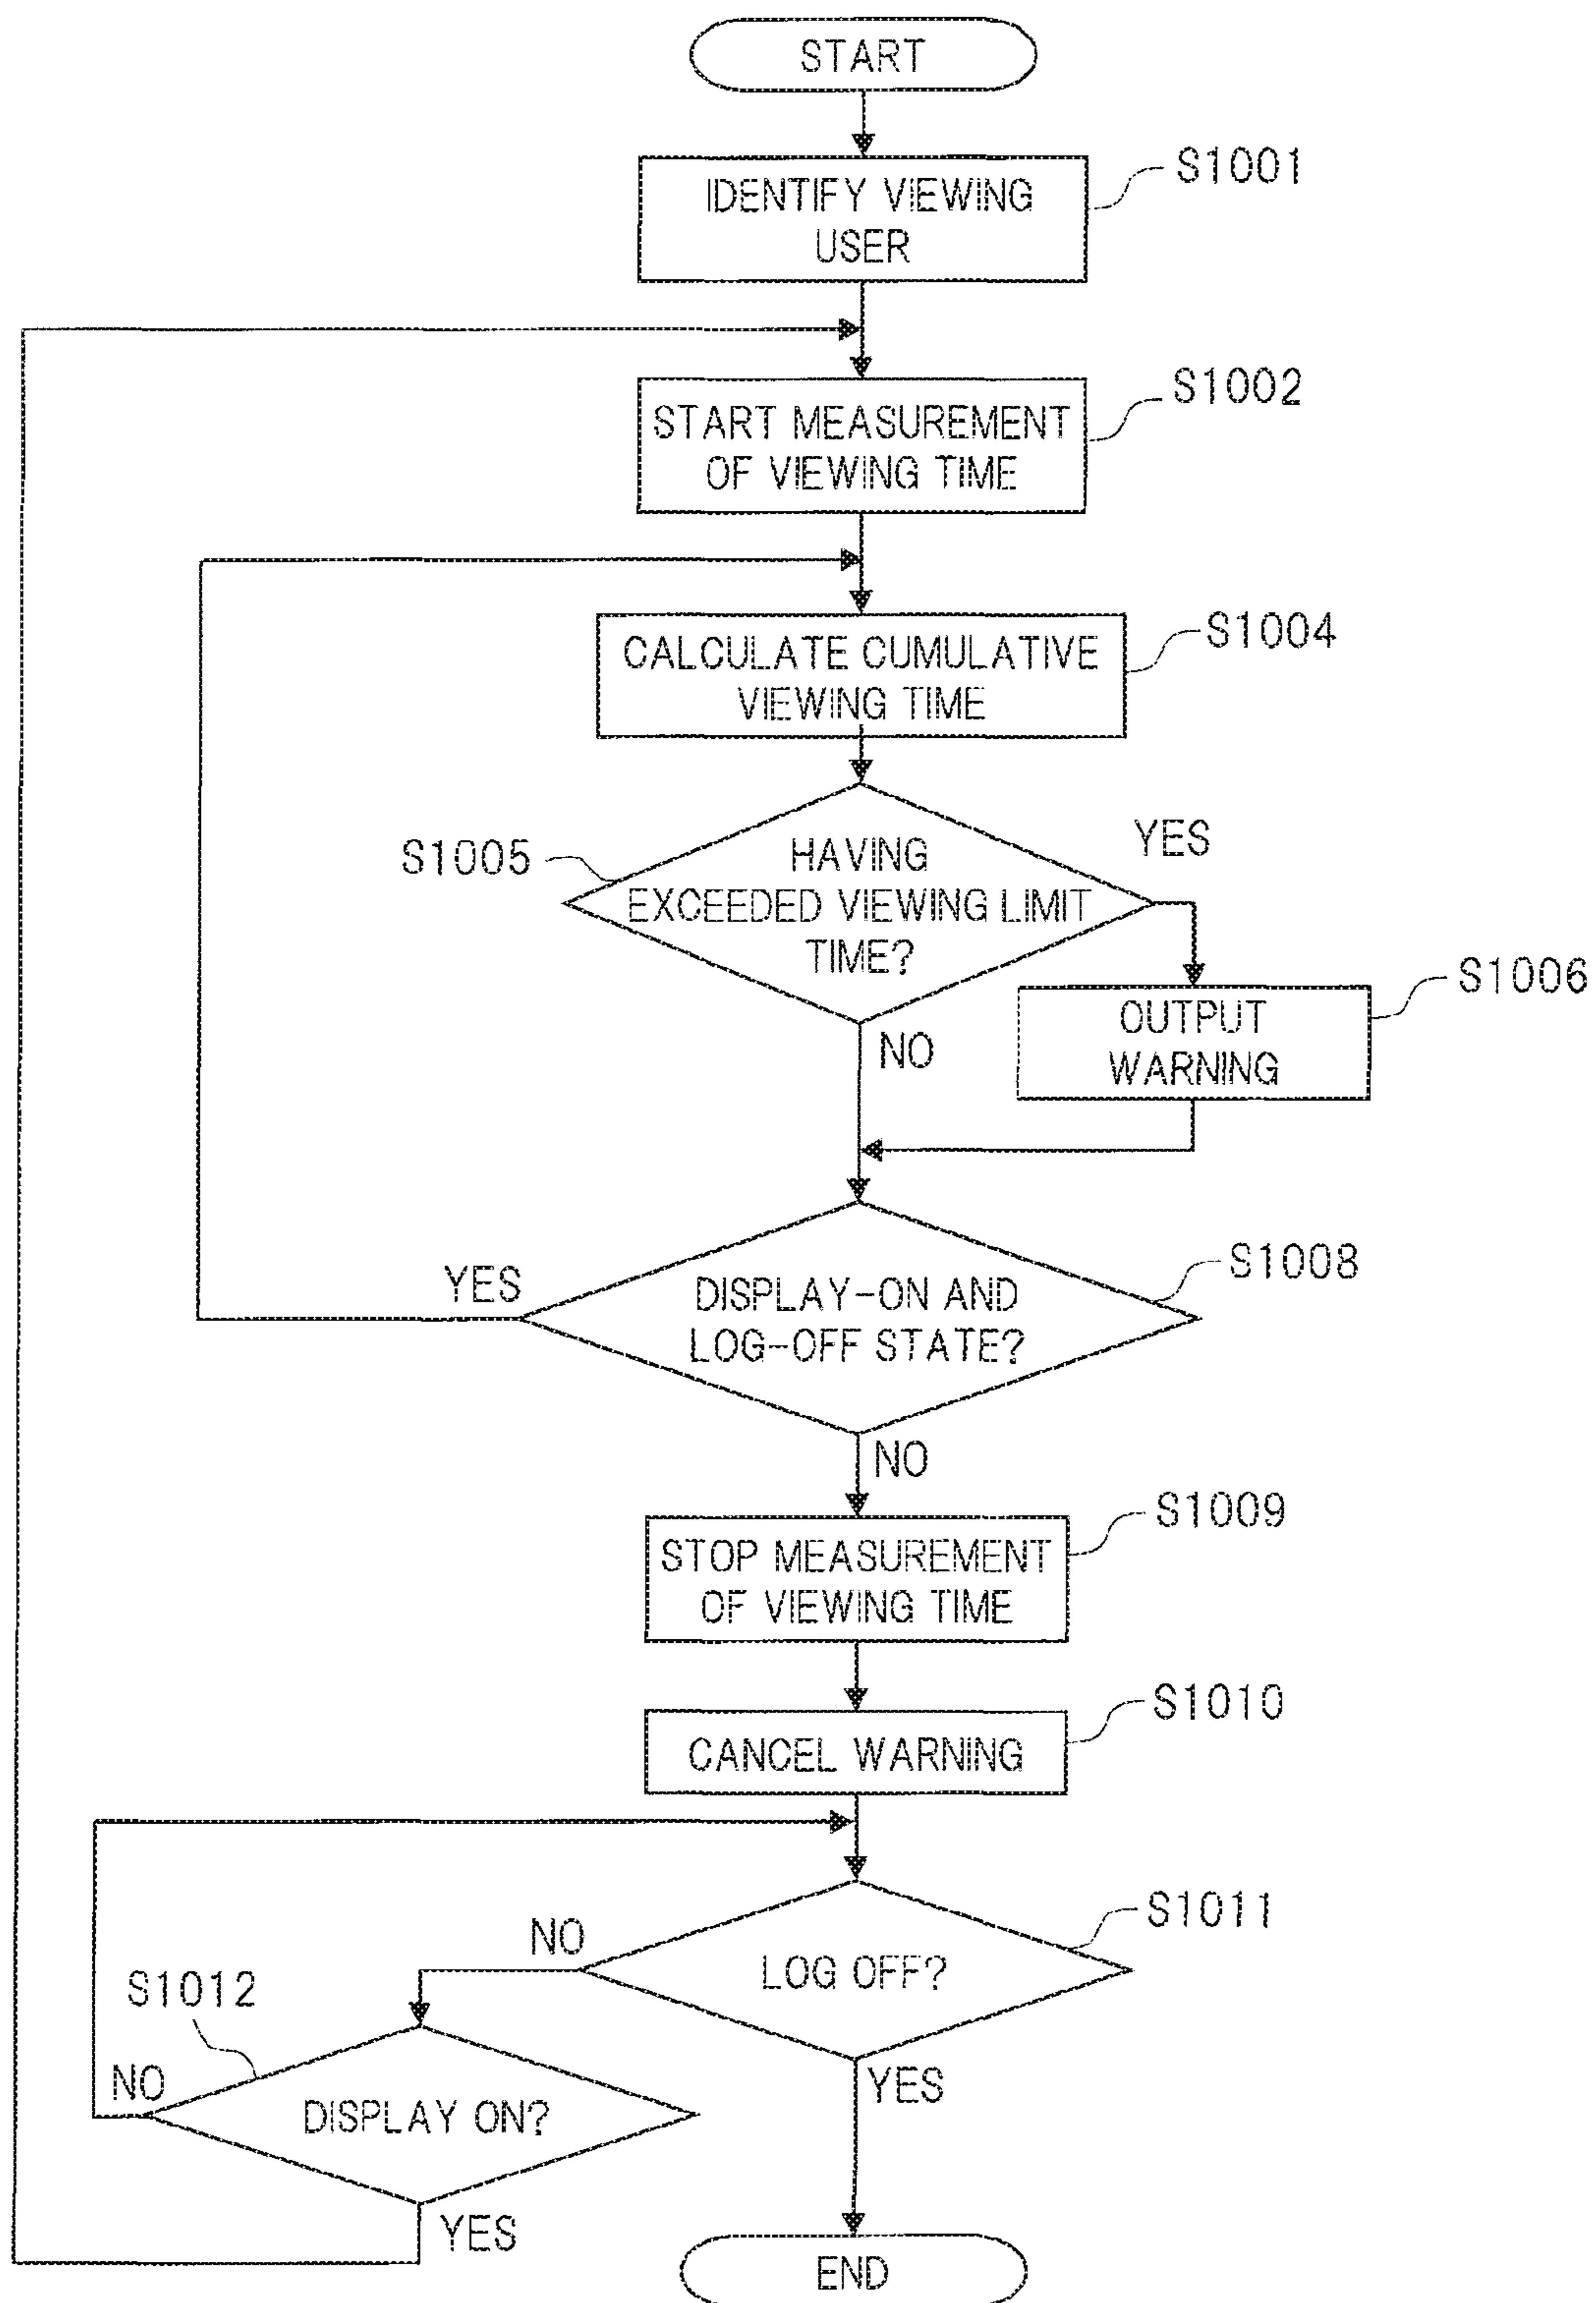 START
S1001
IDENTIFY VIEWING
USER
S1002
START MEASUREMENT
OF VIEWING TIME
S1004
CALCULATE CUMULATIVE
VIEWING TIME
YES
S1005
HAVING
EXCEEDED VIEWING LIMIT
TIME?
S1006
OUTPUT
WARNING
NO
S1008
YES
DISPLAY-ON AND
LOG-OFF STATE?
NO
S1009
STOP MEASUREMENT
OF VIEWING TIME
S1010
CANCEL WARNING
S1011
NO
LOG OFF?
S1012
NO
YES
DISPLAY ON?
YES
END